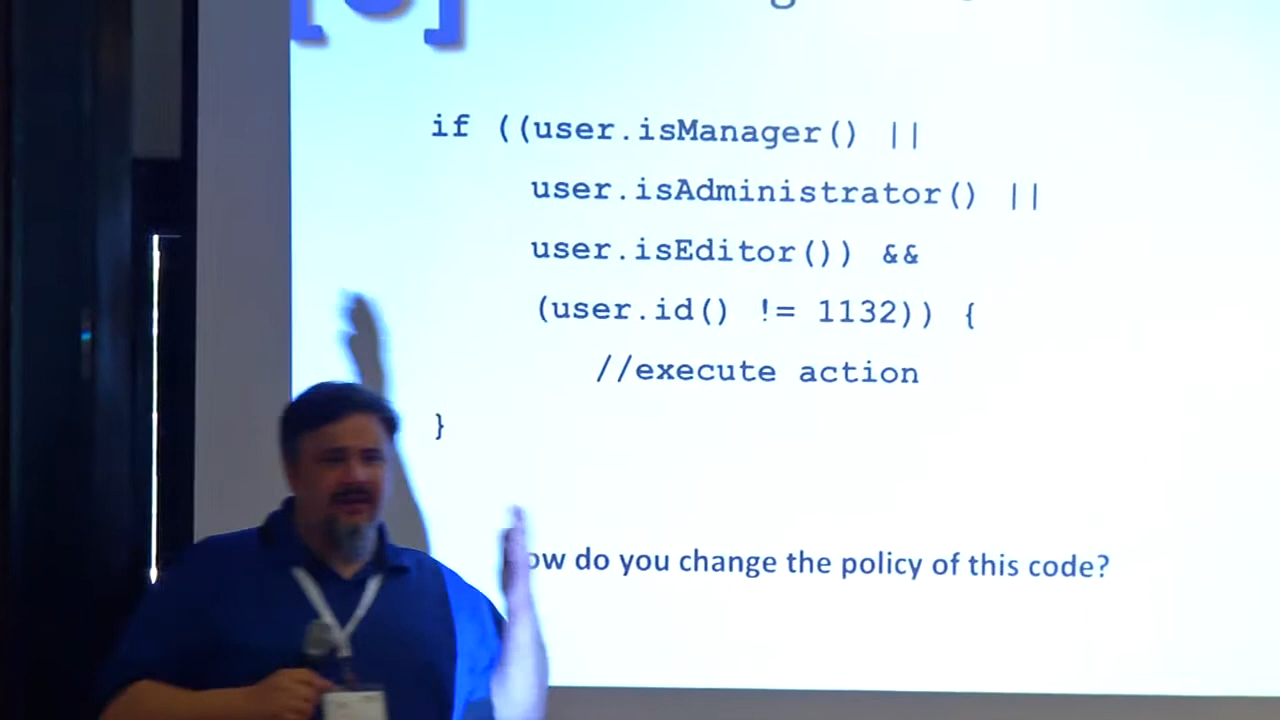 if ((user.isManager() ||
user.isAdministrator() ||
user.isEditor()) &&
(user.id() != 1132)) {
//execute action
}
do you change the policy of this code?